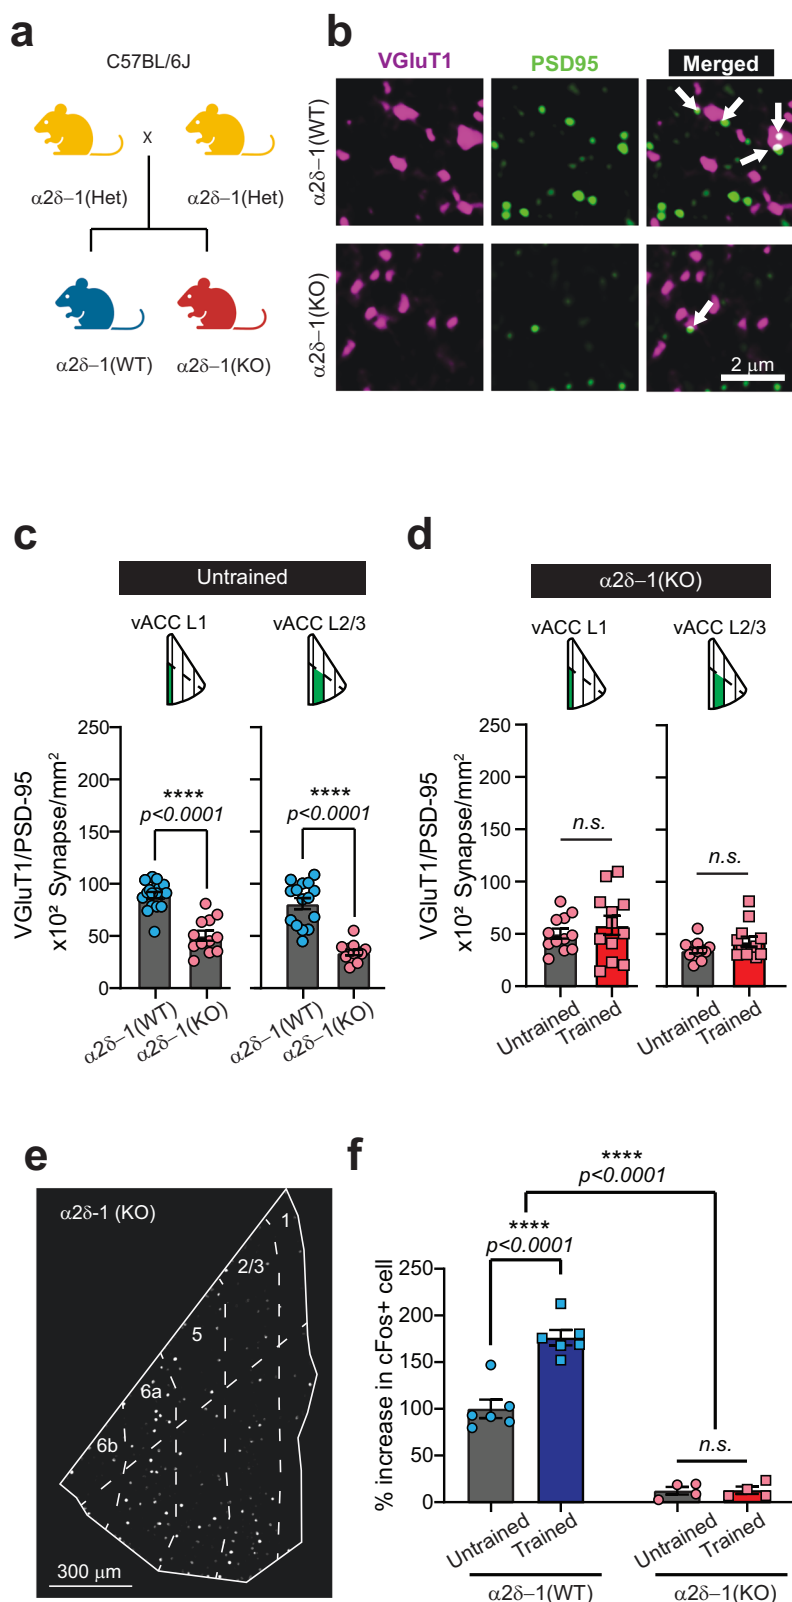 a
C57BL/6J
X
α2δ–1(Het) α2δ–1(Het)
α2δ–1(WT) α2δ–1(KO)
b
VGluT1 PSD95 Merged
α2δ–1(WT)
α2δ–1(KO)
2 μm
c
Untrained
vACC L1 vACC L2/3
VGluT1/PSD-95
x10² Synapse/mm²
250
200
150
100
50
0
**** ****
p<0.0001 p<0.0001
α2δ–1(WT) α2δ–1(KO) α2δ–1(WT) α2δ–1(KO)
d
α2δ–1(KO)
vACC L1 vACC L2/3
VGluT1/PSD-95
x10² Synapse/mm²
250
200
150
100
50
0
n.s. n.s.
Untrained Trained Untrained Trained
e
α2δ-1 (KO)
1
2/3
5
6a
6b
300 μm
f
****
p<0.0001
****
p<0.0001
% increase in cFos+ cell
250
200
150
100
50
0
n.s.
Untrained Trained Untrained Trained
α2δ–1(WT) α2δ–1(KO)